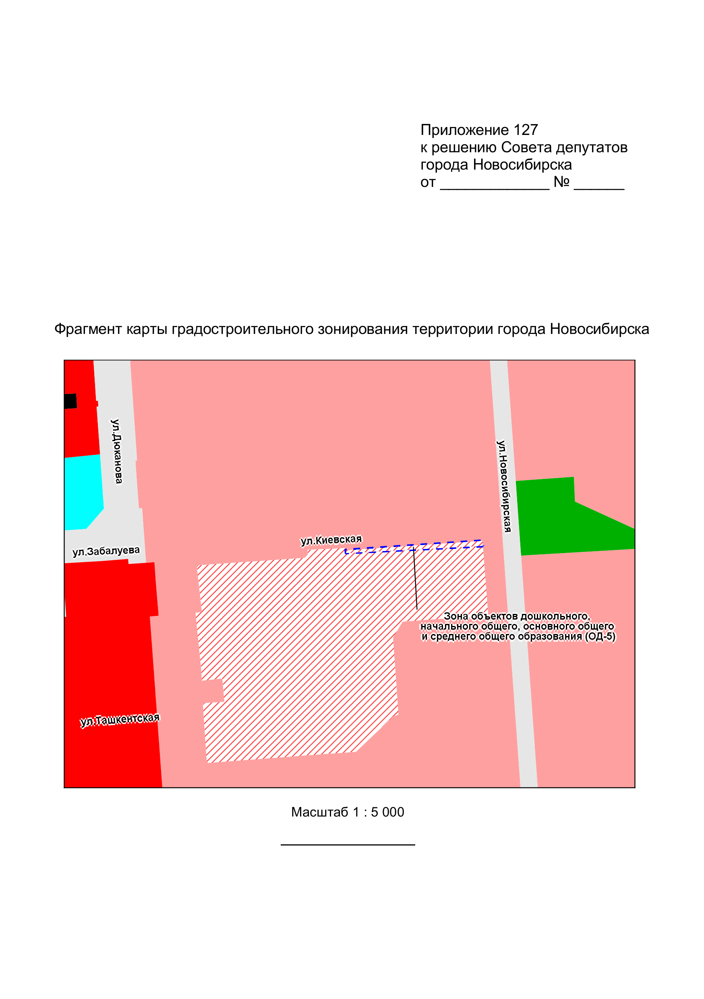 Приложение 127
к решению Совета депутатов
города Новосибирска
от _____________ № ______
Фрагмент карты градостроительного зонирования территории города Новосибирска
ул.Дюканова
ул.Новосибирская
ул.Киевская
ул.Забалуева
Зона объектов дошкольного,
начального общего, основного общего
и среднего общего образования (ОД-5)
ул.Ташкентская
Масштаб 1 : 5 000